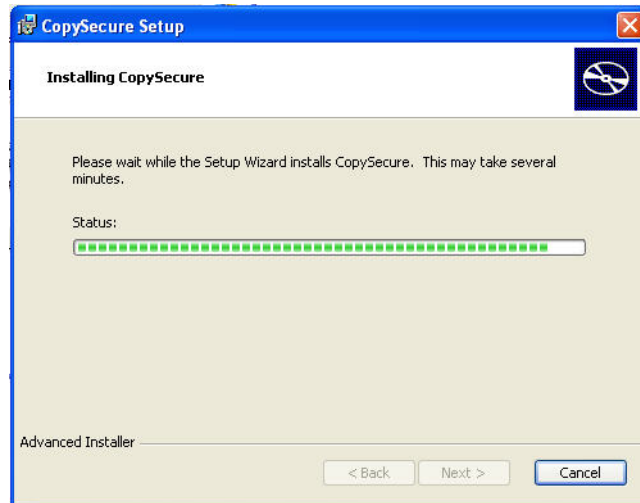 CopySecure Setup
Installing CopySecure
Please wait while the Setup Wizard installs CopySecure. This may take several
minutes.
Status:
Advanced Installer
< Back Next > Cancel